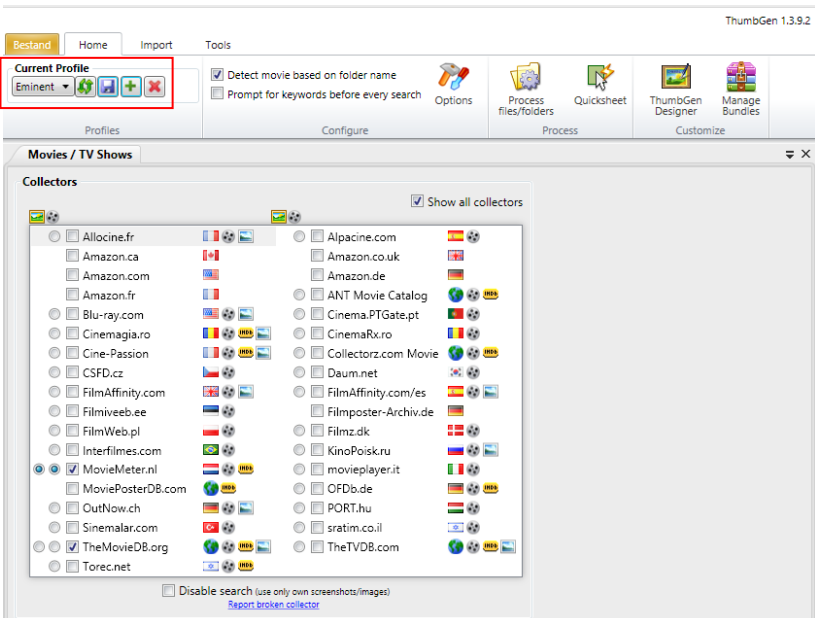 ThumbGen 1.3.9.2
Bestand Home Import Tools
Current Profile
Eminent
Profiles
Detect movie based on folder name
Prompt for keywords before every search
Options
Configure
Process files/folders
Quicksheet
Process
ThumbGen Designer
Manage Bundles
Customize
Movies / TV Shows
Collectors
Show all collectors
Allocine.fr
Amazon.ca
Amazon.com
Amazon.fr
Blu-ray.com
Cinemagia.ro
Cine-Passion
CSFD.cz
FilmAffinity.com
Filmiveeb.ee
FilmWeb.pl
Interfilmes.com
MovieMeter.nl
MoviePosterDB.com
OutNow.ch
Sinemalar.com
TheMovieDB.org
Torec.net
Alpacine.com
Amazon.co.uk
Amazon.de
ANT Movie Catalog
Cinema.PTGate.pt
CinemaRx.ro
Collectorz.com Movie
Daum.net
FilmAffinity.com/es
Filmposter-Archiv.de
Filmz.dk
KinoPoisk.ru
movieplayer.it
OFDb.de
PORT.hu
sratim.co.il
TheTVDB.com
Disable search (use only own screenshots/images)
Report broken collector